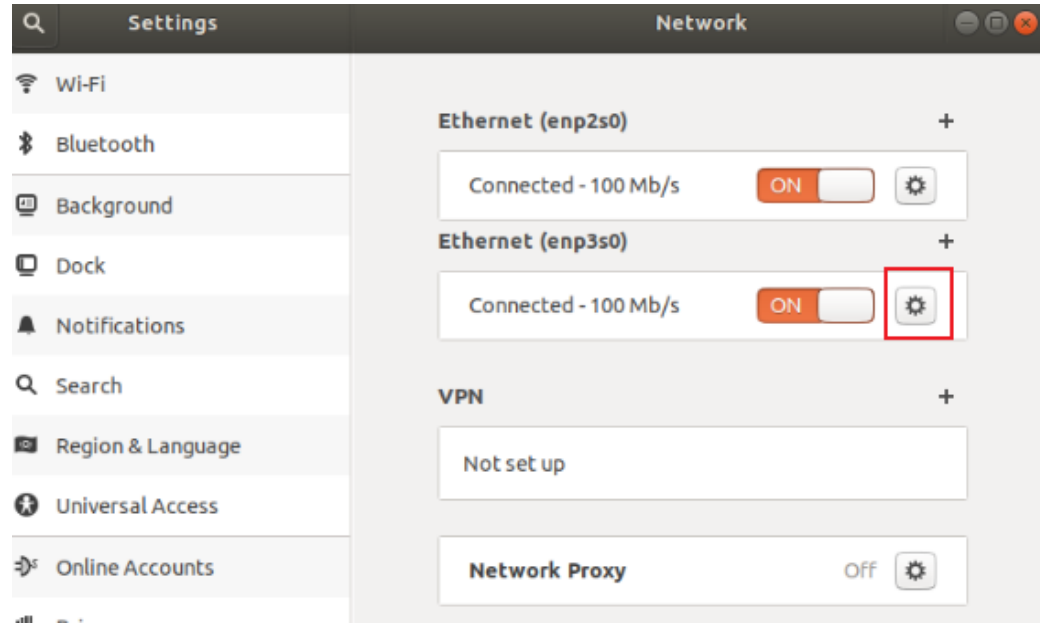 Settings
Network
Wi-Fi
Bluetooth
Background
Dock
Notifications
Search
Region & Language
Universal Access
Online Accounts
Ethernet (enp2s0)
+
Connected - 100 Mb/s
ON
Ethernet (enp3s0)
+
Connected - 100 Mb/s
ON
VPN
+
Not set up
Network Proxy
Off